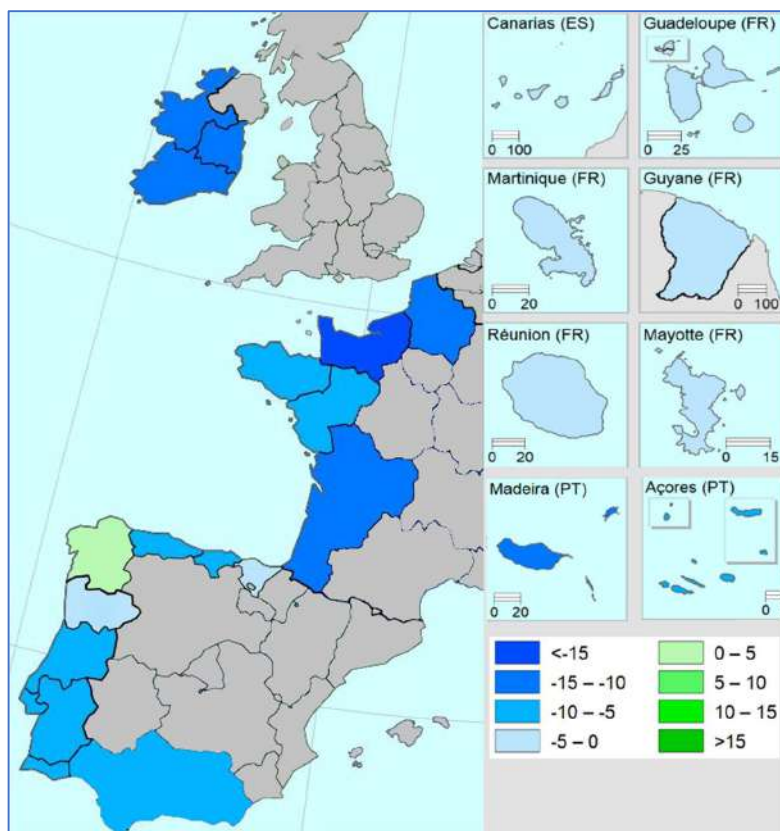 Canarias (ES)
0 100
Guadeloupe (FR)
0 25
Martinique (FR)
0 20
Guyane (FR)
0 100
Réunion (FR)
0 20
Mayotte (FR)
0 15
Madeira (PT)
0 20
Açores (PT)
0
<-15
-15 – -10
-10 – -5
-5 – 0
0 – 5
5 – 10
10 – 15
>15